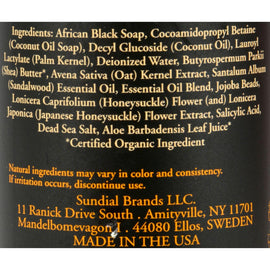 Ingredients: African Black Soap, Cocoamidopropyl Betaine
(Coconut Oil Soap), Decyl Glucoside (Coconut Oil), Lauroyl
Lactylate (Palm Kernel), Deionized Water, Butyrospermum Parkii
(Shea) Butter*, Avena Sativa (Oat) Kernel Extract, Santalum Album
(Sandalwood) Essential Oil, Essential Oil Blend, Jojoba Beads,
Lonicera Caprifolium (Honeysuckle) Flower (and) Lonicera
Japonica (Japanese Honeysuckle) Flower Extract, Salicylic Acid,
Dead Sea Salt, Aloe Barbadensis Leaf Juice*
*Certified Organic Ingredient
Natural ingredients may vary in color and consistency.
If irritation occurs, discontinue use.
Sundial Brands LLC.
11 Ranick Drive South . Amityville, NY 11701
Mandelbomevagon 1 . 44080 Ellos, SWEDEN
MADE IN THE USA